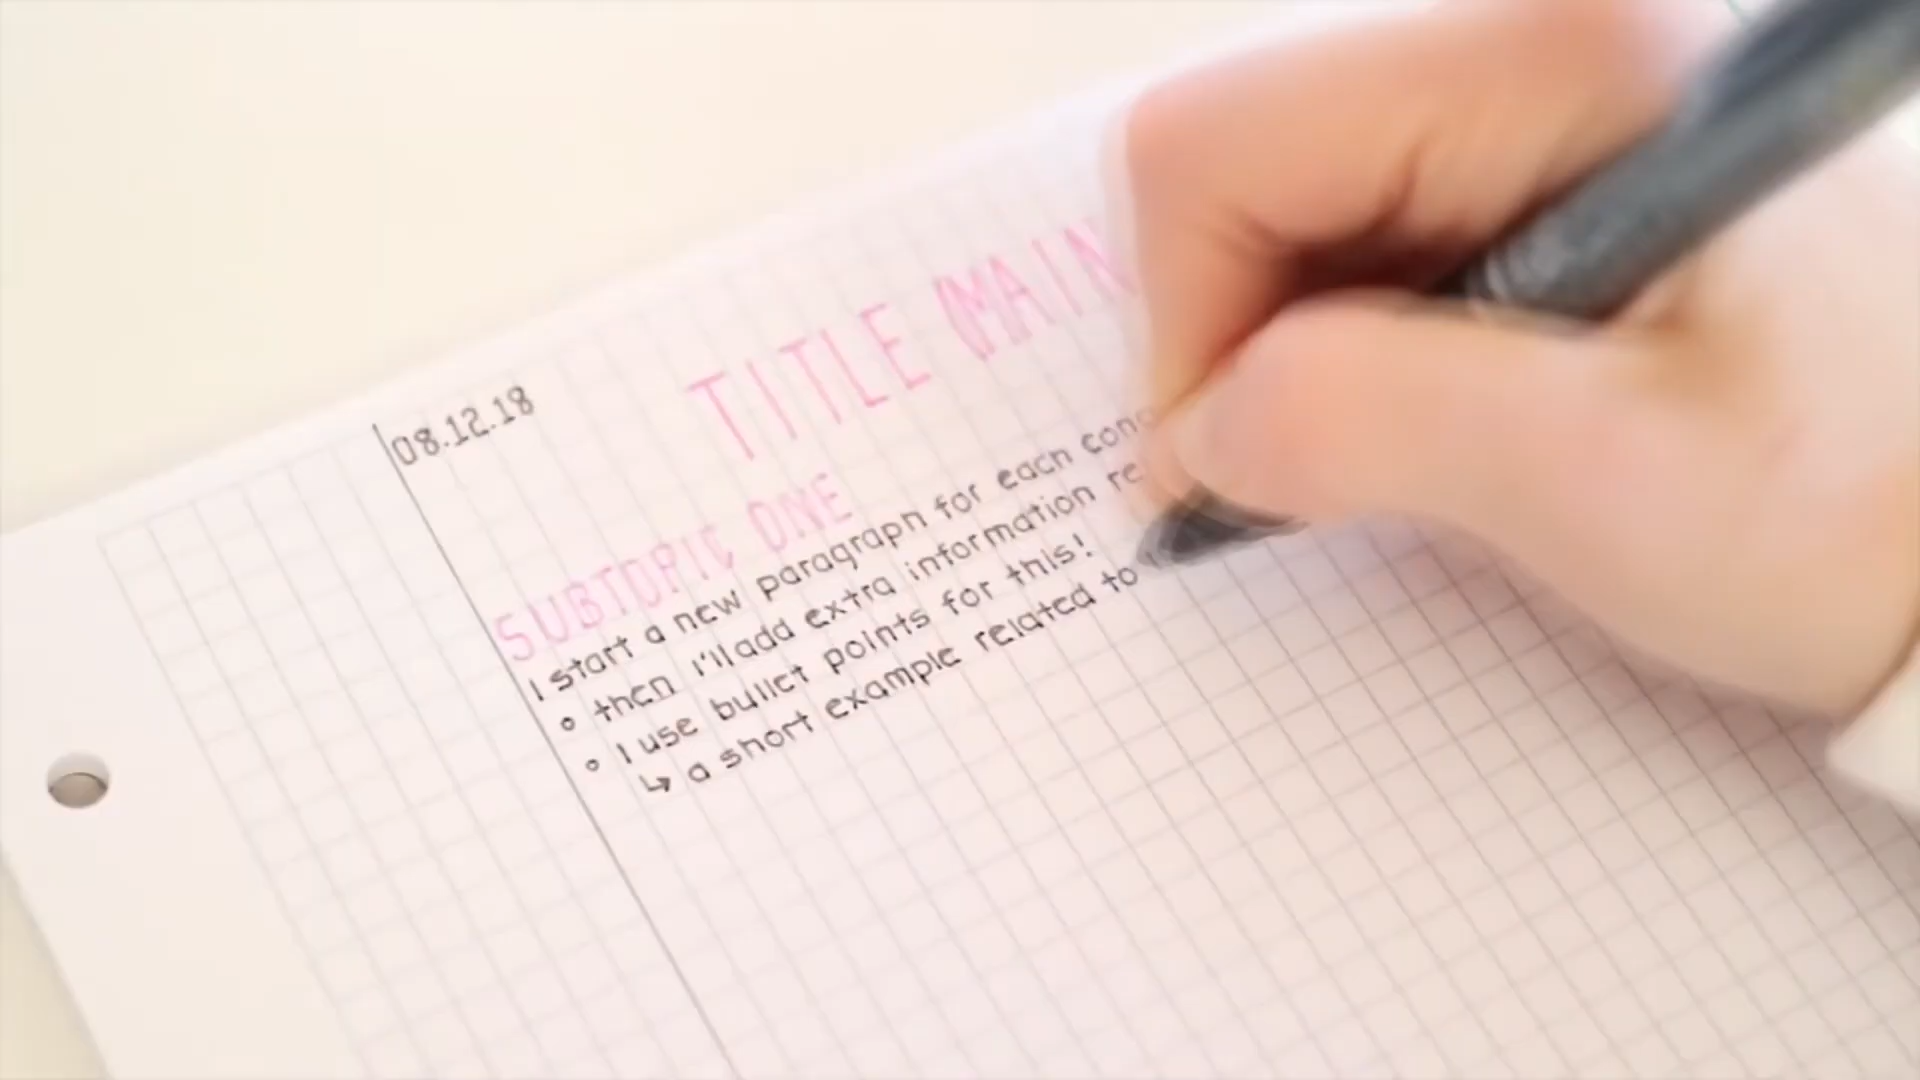 08.12.18
TITLE (MAIN
SUBTOPIC ONE
I start a new paragraph for each
° then I'll add extra information
° I use bullet points for this!
↳ a short example related to